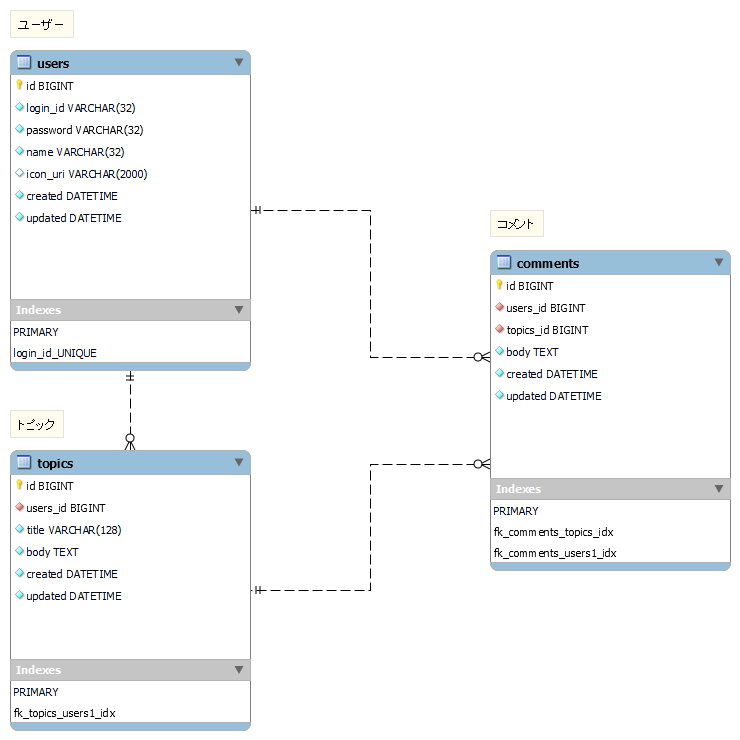 ユーザー
users
id BIGINT
login_id VARCHAR(32)
password VARCHAR(32)
name VARCHAR(32)
icon_uri VARCHAR(2000)
created DATETIME
updated DATETIME
Indexes
PRIMARY
login_id_UNIQUE
トピック
topics
id BIGINT
users_id BIGINT
title VARCHAR(128)
body TEXT
created DATETIME
updated DATETIME
Indexes
PRIMARY
fk_topics_users1_idx
コメント
comments
id BIGINT
users_id BIGINT
topics_id BIGINT
body TEXT
created DATETIME
updated DATETIME
Indexes
PRIMARY
fk_comments_topics_idx
fk_comments_users1_idx